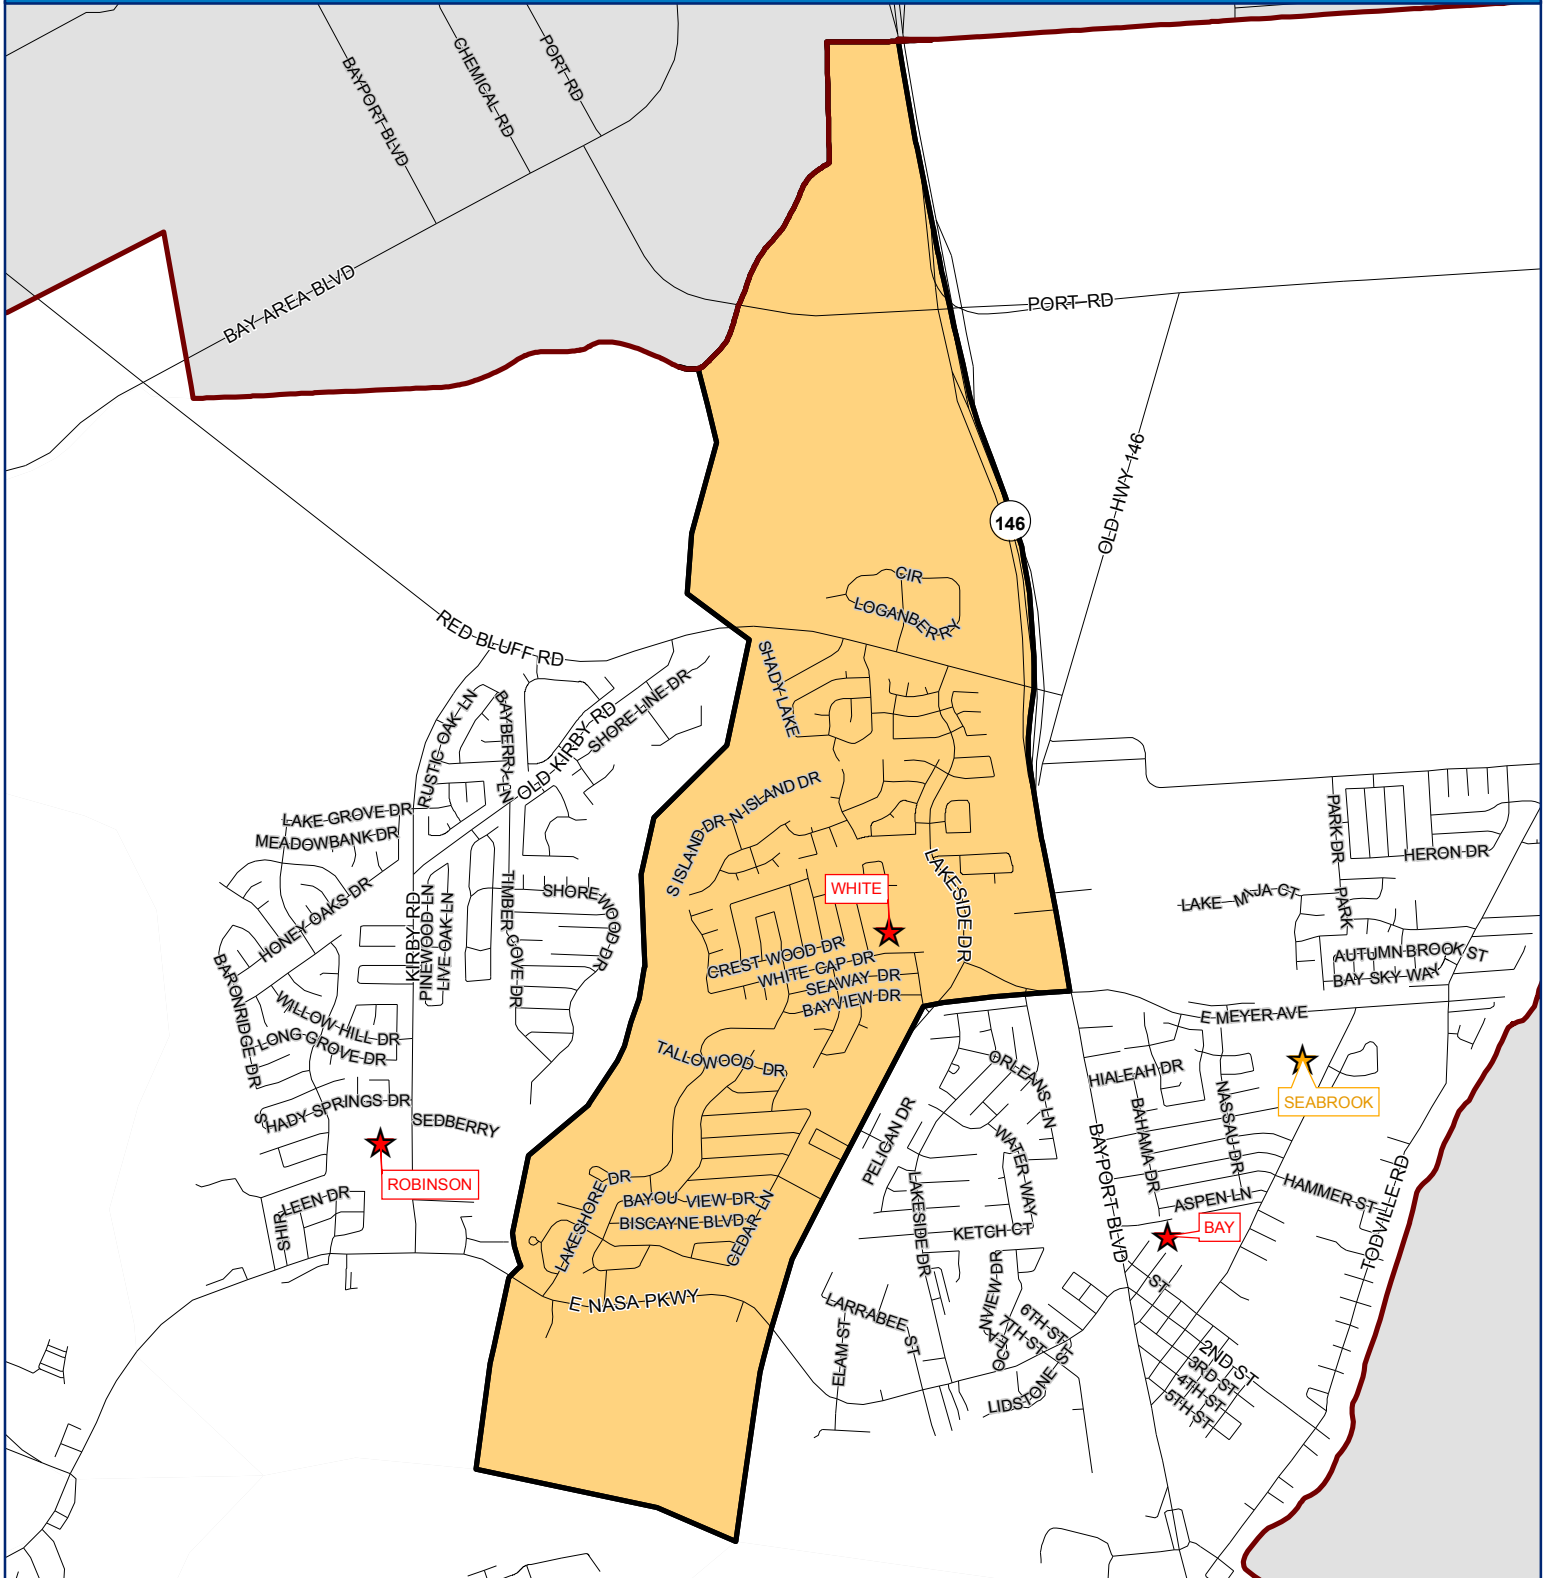 BAYPORT BLVD
CHEMICAL RD
PORT RD
BAY AREA BLVD
PORT RD
OLD HWY 146
146
CIR
LOGANBERRY
RED BLUFF RD
SHADY LAKE
RUSTIC OAK LN
BAYBERRY LN
OLD KIRBY RD
SHORE LINE DR
N ISLAND DR
S ISLAND DR
LAKE GROVE DR
MEADOWBANK DR
PARK DR
HERON DR
LAKESIDE DR
WHITE
HONEY OAKS DR
KIRBY RD
PINEWOOD LN
LIVE OAK LN
TIMBER COVE DR
SHORE WOOD DR
LAKE M JA CT
PARK
CREST WOOD DR
WHITE CAP DR
SEAWAY DR
BAYVIEW DR
AUTUMN BROOK ST
BAY SKY WAY
BARONRIDGE DR
WILLOW HILL DR
LONG GROVE DR
E MEYER AVE
TALLOWOOD DR
ORLEANS LN
HIALEAH DR
NASSAU DR
SEABROOK
SHADY SPRINGS DR
SEDBERRY
PELICAN DR
WATER WAY
BAHAMA DR
BAYPORT BLVD
ROBINSON
LAKESHORE DR
BAYOU VIEW DR
BISCAYNE BLVD
CEDAR LN
LAKESIDE DR
KETCH CT
ASPEN LN
HAMMER ST
TODVILLE RD
SHIRLEEN DR
BAY
E NASA PKWY
ST
LARRABEE ST
ELAM ST
OCEANVIEW DR
6TH ST
7TH ST
LIDSTONE ST
2ND ST
3RD ST
4TH ST
5TH ST